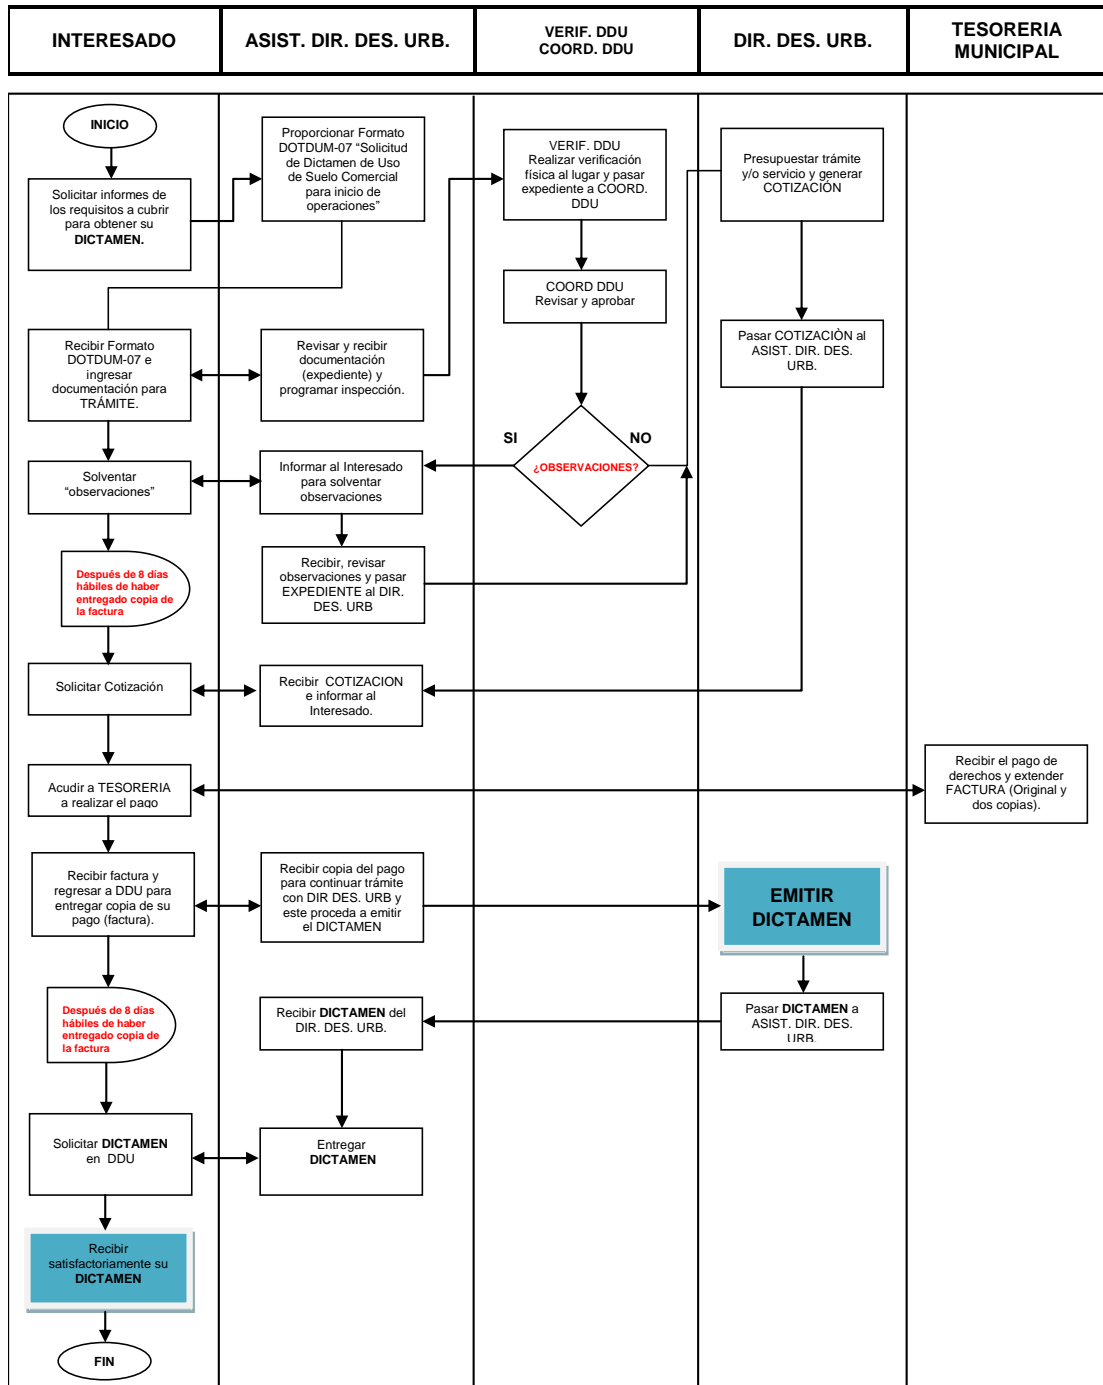 INTERESADO
ASIST. DIR. DES. URB.
VERIF. DDU
COORD. DDU
DIR. DES. URB.
TESORERIA
MUNICIPAL
INICIO
Solicitar informes de
los requisitos a cubrir
para obtener su
DICTAMEN.
Proporcionar Formato
DOTDUM-07 “Solicitud
de Dictamen de Uso
de Suelo Comercial
para inicio de
operaciones”
VERIF. DDU
Realizar verificación
física al lugar y pasar
expediente a COORD.
DDU
Presupuestar trámite
y/o servicio y generar
COTIZACIÓN
COORD DDU
Revisar y aprobar
Recibir Formato
DOTDUM-07 e
ingresar
documentación para
TRÁMITE.
Revisar y recibir
documentación
(expediente) y
programar inspección.
Pasar COTIZACIÒN al
ASIST. DIR. DES.
URB.
SI
NO
¿OBSERVACIONES?
Solventar
“observaciones”
Informar al Interesado
para solventar
observaciones
Después de 8 días
hábiles de haber
entregado copia de
la factura
Recibir, revisar
observaciones y pasar
EXPEDIENTE al DIR.
DES. URB
Solicitar Cotización
Recibir COTIZACION
e informar al
Interesado.
Acudir a TESORERIA
a realizar el pago
Recibir el pago de
derechos y extender
FACTURA (Original y
dos copias).
Recibir factura y
regresar a DDU para
entregar copia de su
pago (factura).
Recibir copia del pago
para continuar trámite
con DIR DES. URB y
este proceda a emitir
el DICTAMEN
EMITIR
DICTAMEN
Después de 8 días
hábiles de haber
entregado copia de
la factura
Recibir DICTAMEN del
DIR. DES. URB.
Pasar DICTAMEN a
ASIST. DIR. DES.
URB.
Solicitar DICTAMEN
en DDU
Entregar
DICTAMEN
Recibir
satisfactoriamente su
DICTAMEN
FIN